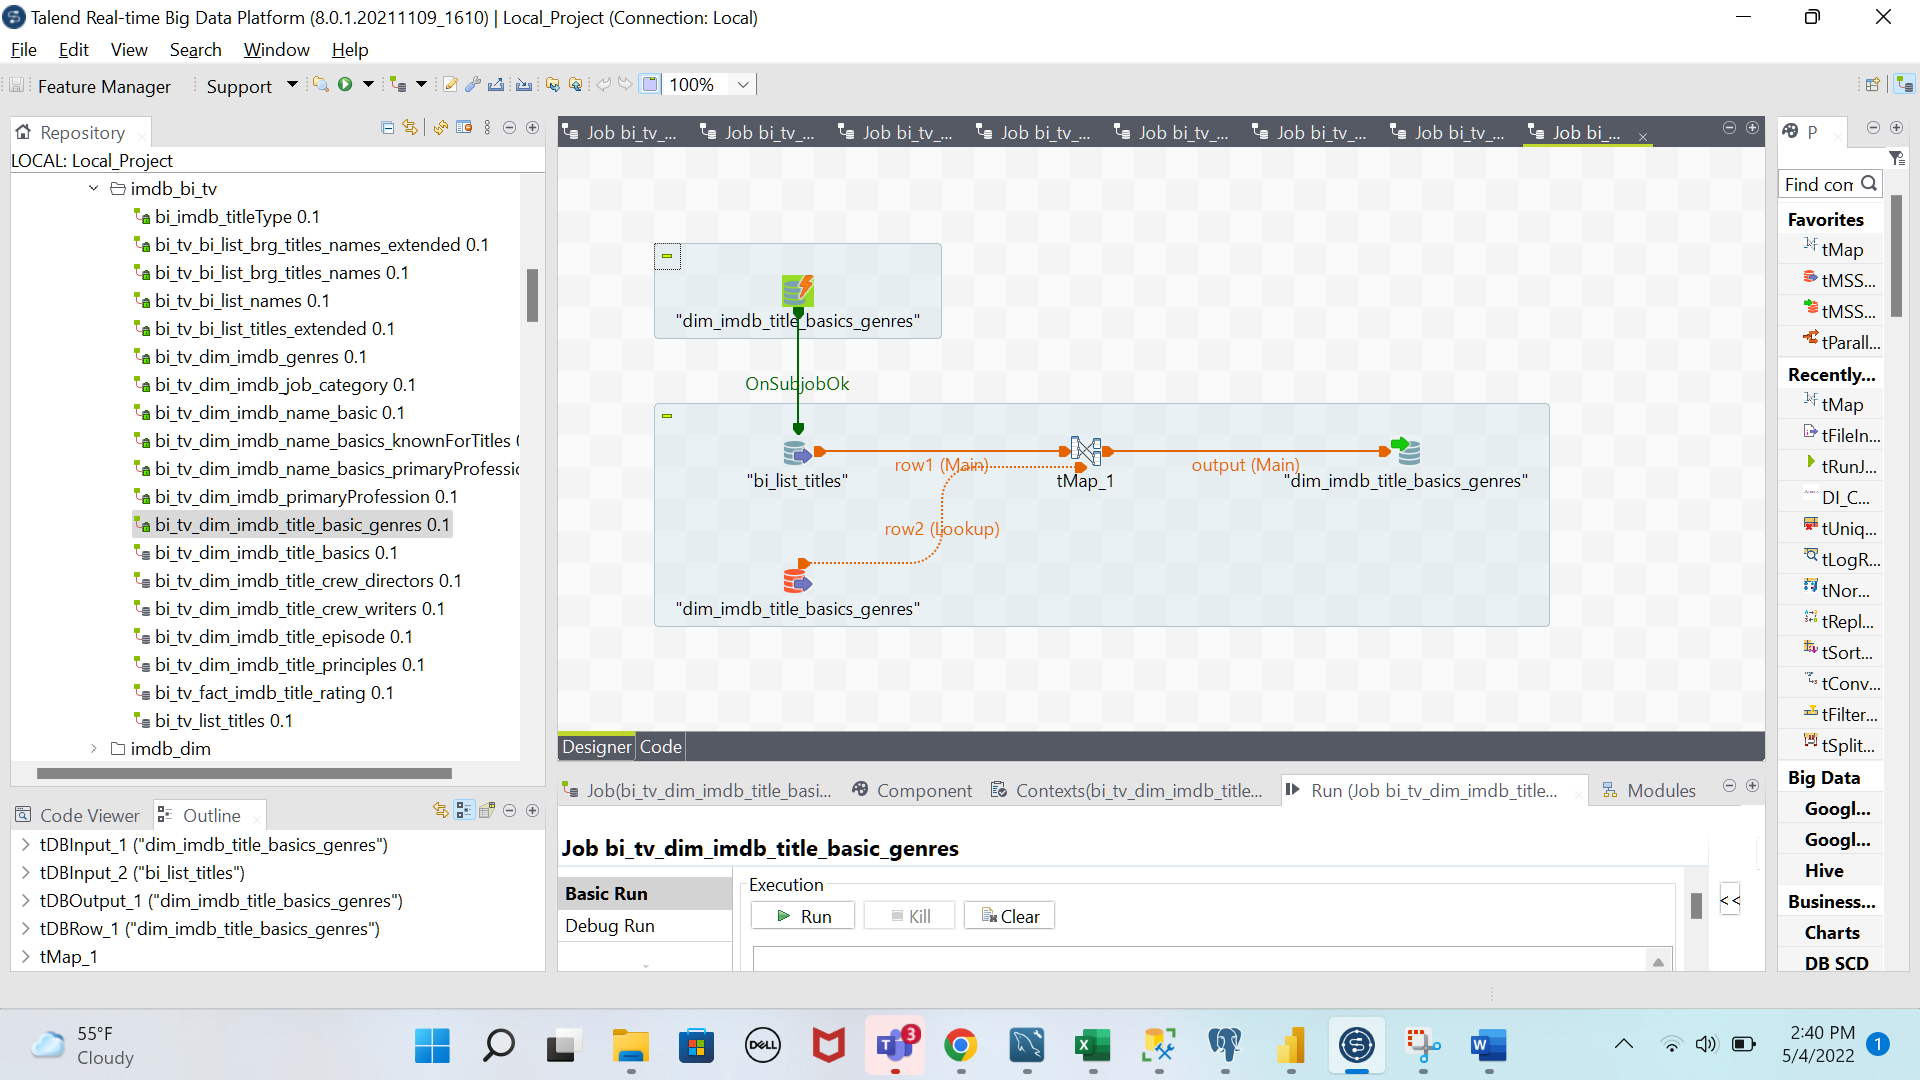 Talend Real-time Big Data Platform (8.0.1.20211109_1610) | Local_Project (Connection: Local)
File Edit View Search Window Help
Feature Manager Support 100%
Repository
LOCAL: Local_Project
imdb_bi_tv
bi_imdb_titleType 0.1
bi_tv_bi_list_brg_titles_names_extended 0.1
bi_tv_bi_list_brg_titles_names 0.1
bi_tv_bi_list_names 0.1
bi_tv_bi_list_titles_extended 0.1
bi_tv_dim_imdb_genres 0.1
bi_tv_dim_imdb_job_category 0.1
bi_tv_dim_imdb_name_basic 0.1
bi_tv_dim_imdb_name_basics_knownForTitles (
bi_tv_dim_imdb_name_basics_primaryProfessic
bi_tv_dim_imdb_primaryProfession 0.1
bi_tv_dim_imdb_title_basic_genres 0.1
bi_tv_dim_imdb_title_basics 0.1
bi_tv_dim_imdb_title_crew_directors 0.1
bi_tv_dim_imdb_title_crew_writers 0.1
bi_tv_dim_imdb_title_episode 0.1
bi_tv_dim_imdb_title_principles 0.1
bi_tv_fact_imdb_title_rating 0.1
bi_tv_list_titles 0.1
imdb_dim
Code Viewer Outline
tDBInput_1 ("dim_imdb_title_basics_genres")
tDBInput_2 ("bi_list_titles")
tDBOutput_1 ("dim_imdb_title_basics_genres")
tDBRow_1 ("dim_imdb_title_basics_genres")
tMap_1
Job bi_tv_... Job bi_tv_... Job bi_tv_... Job bi_tv_... Job bi_tv_... Job bi_tv_... Job bi_tv_... Job bi_...
"dim_imdb_title_basics_genres"
OnSubjobOk
row1 (Main)
output (Main)
"bi_list_titles"
tMap_1
"dim_imdb_title_basics_genres"
row2 (Lookup)
"dim_imdb_title_basics_genres"
Designer Code
Job(bi_tv_dim_imdb_title_basi... Component Contexts(bi_tv_dim_imdb_title... Run (Job bi_tv_dim_imdb_title... Modules
Job bi_tv_dim_imdb_title_basic_genres
Basic Run
Debug Run
Execution
Run Kill Clear
<<
P
Find con
Favorites
tMap
tMSS...
tMSS...
tParall...
Recently...
tMap
tFileIn...
tRunJ...
DI_C...
tUniq...
tLogR...
tNor...
tRepl...
tSort...
tConv...
tFilter...
tSplit...
Big Data
Googl...
Googl...
Hive
Business...
Charts
DB SCD
55°F
Cloudy
DELL
3
2:40 PM
5/4/2022
1